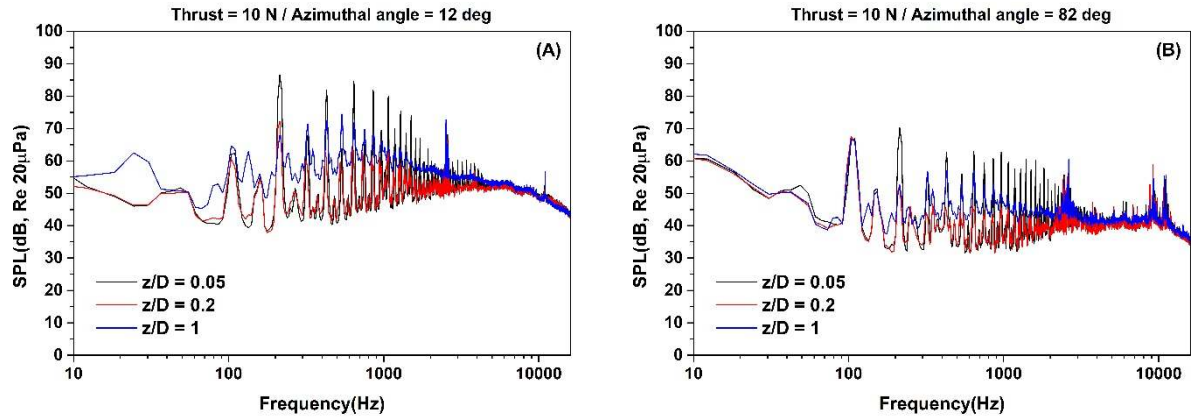 Thrust = 10 N / Azimuthal angle = 12 deg
(A)
100
90
80
70
60
50
40
30
20
10
0
SPL(dB, Re 20μPa)
z/D = 0.05
z/D = 0.2
z/D = 1
10
100
1000
10000
Frequency(Hz)
Thrust = 10 N / Azimuthal angle = 82 deg
(B)
100
90
80
70
60
50
40
30
20
10
0
SPL(dB, Re 20μPa)
z/D = 0.05
z/D = 0.2
z/D = 1
10
100
1000
10000
Frequency(Hz)